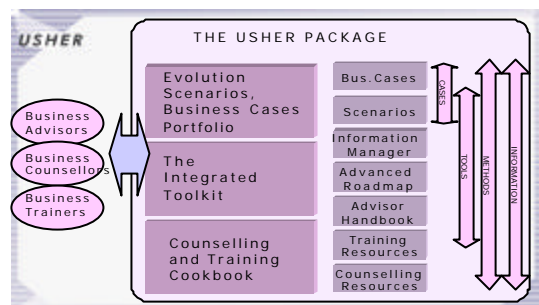 USHER
THE USHER PACKAGE
Business
Advisors
Business
Counsellors
Business
Trainers
Evolution
Scenarios,
Business Cases
Portfolio
The
Integrated
Toolkit
Counselling
and Training
Cookbook
Bus.Cases
Scenarios
Information
Manager
Advanced
Roadmap
Advisor
Handbook
Training
Resources
Counselling
Resources
CASES
TOOLS
METHODS
INFORMATION